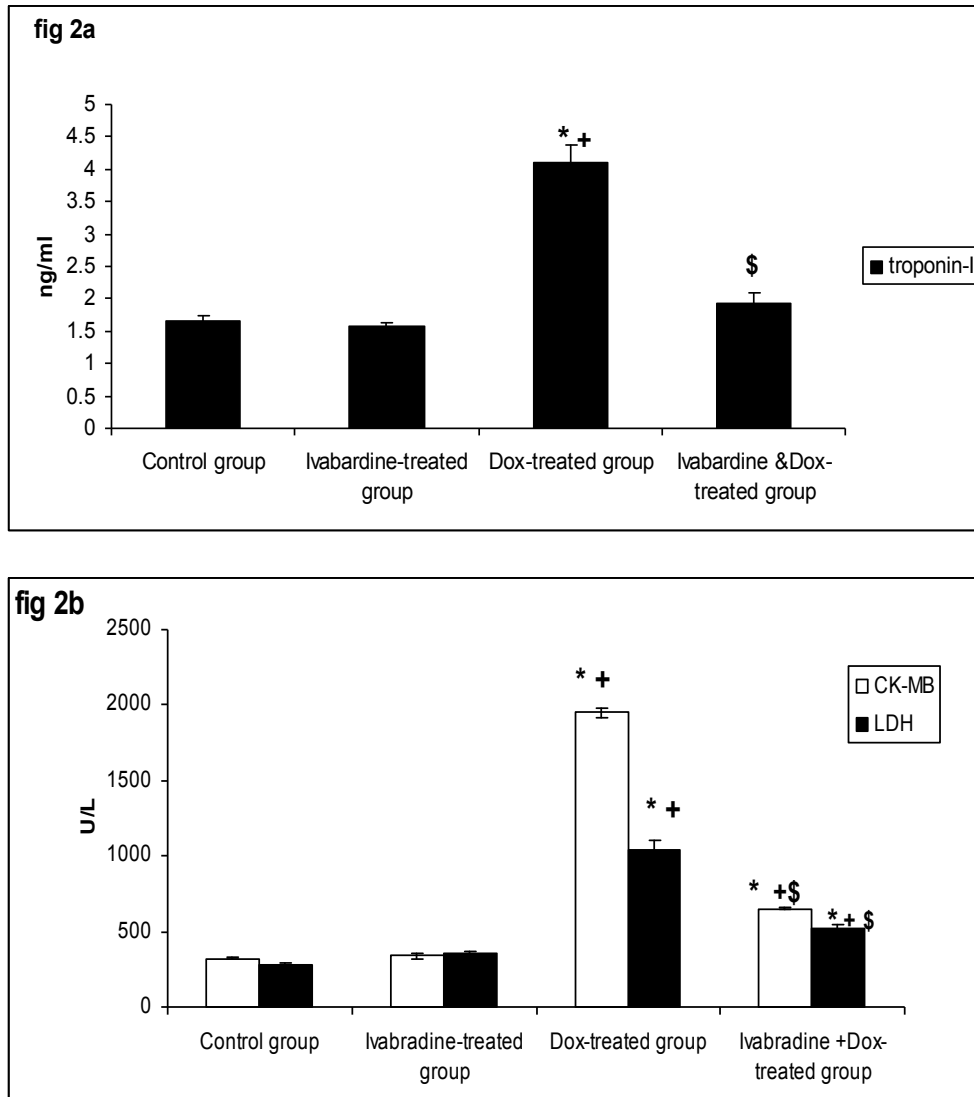 fig 2a
5
4.5
4
3.5
3
2.5
2
1.5
1
0.5
0
ng/ml
* +
$
troponin-I
Control group
Ivabardine-treated
group
Dox-treated group
Ivabardine &Dox-
treated group
fig 2b
2500
2000
1500
1000
500
0
U/L
* +
* +
* +$
* + $
CK-MB
LDH
Control group
Ivabradine-treated
group
Dox-treated group
Ivabradine +Dox-
treated group